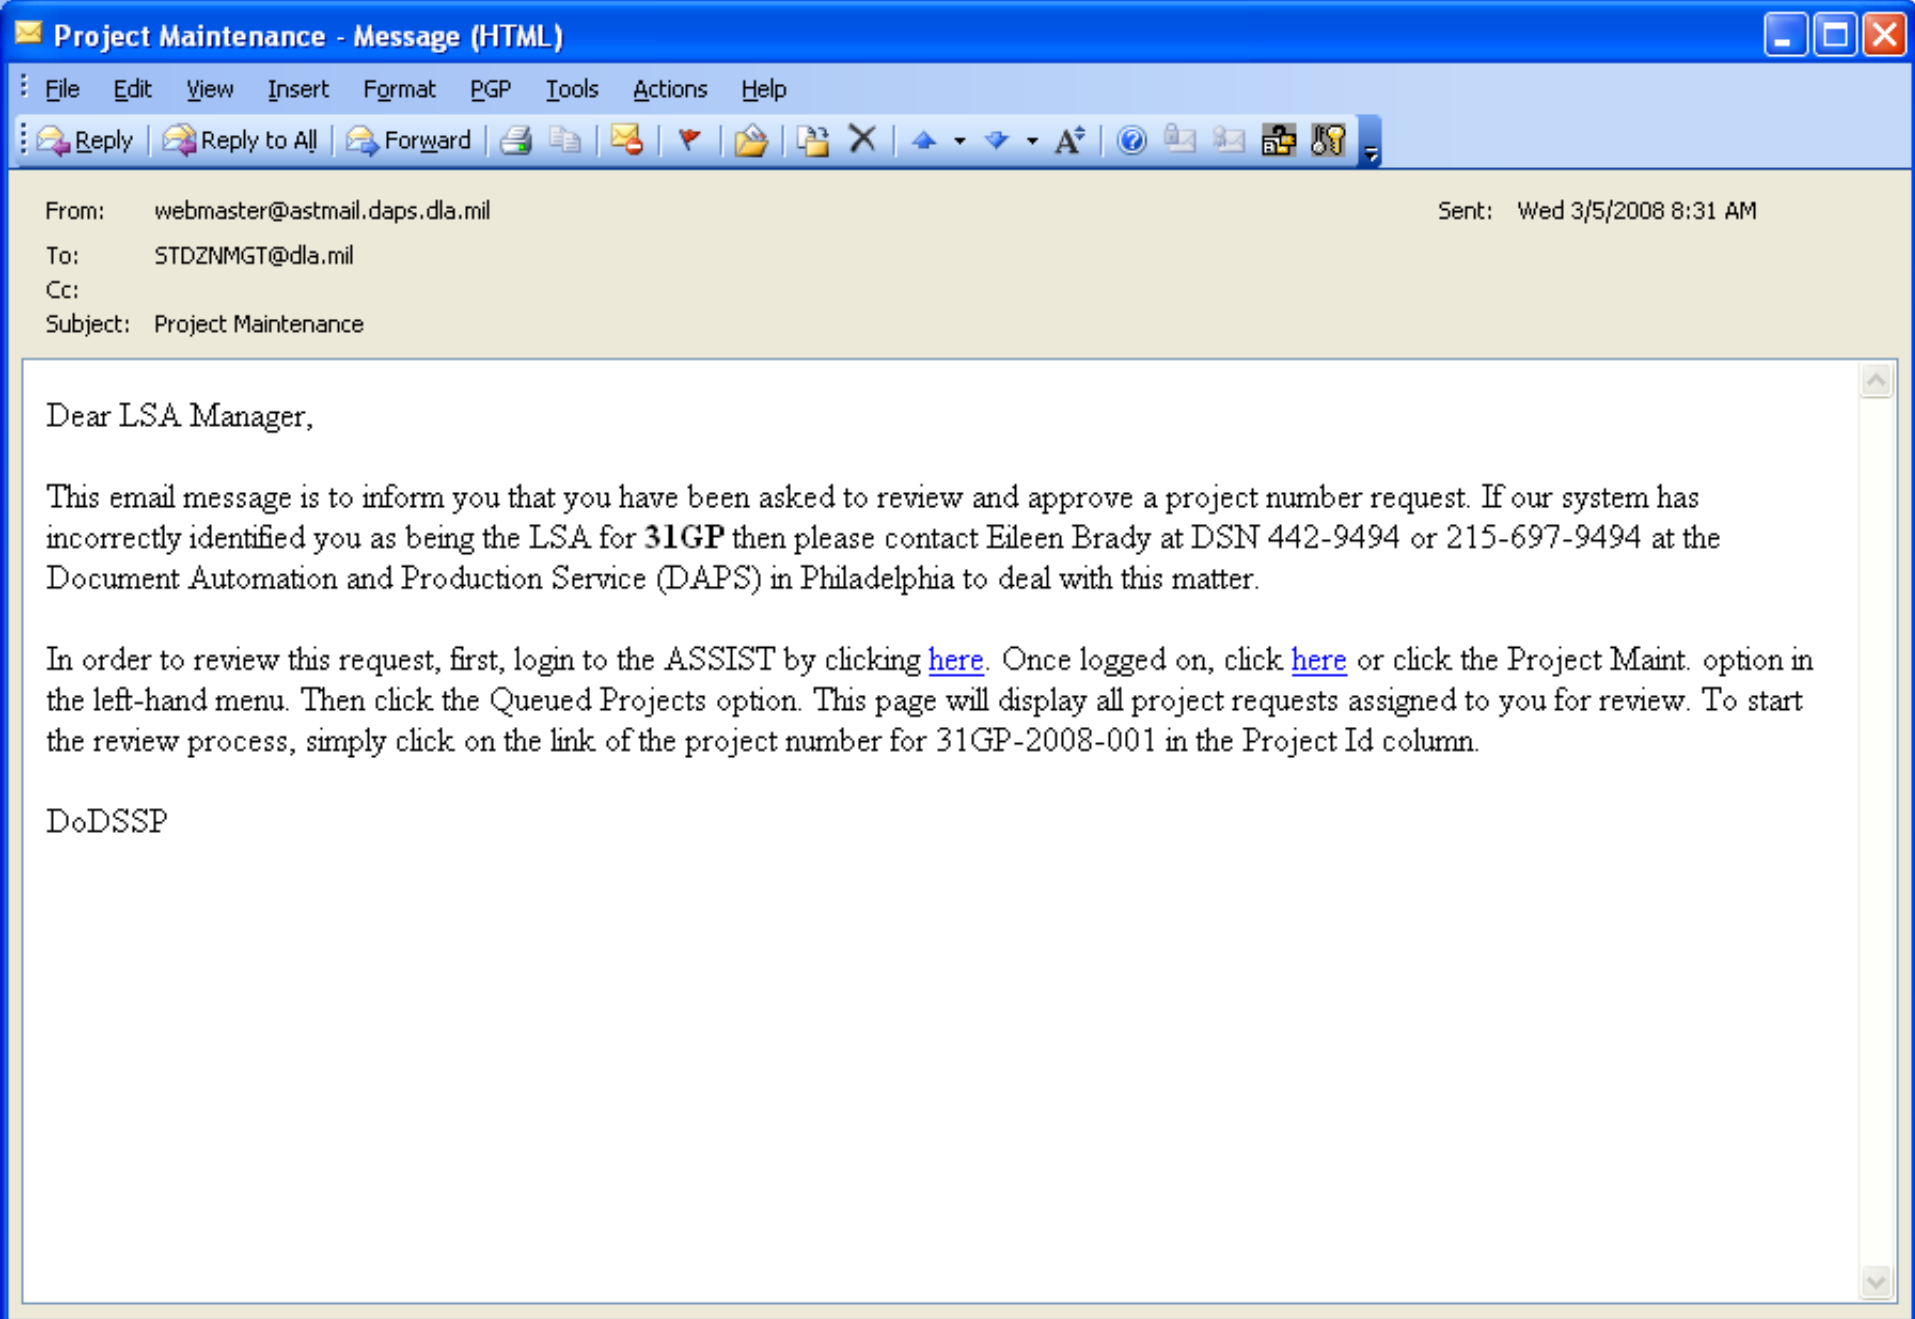 Project Maintenance - Message (HTML)
File Edit View Insert Format PGP Tools Actions Help
Reply Reply to All Forward
From: webmaster@astmail.daps.dla.mil Sent: Wed 3/5/2008 8:31 AM
To: STDZNMGT@dla.mil
Cc:
Subject: Project Maintenance
Dear LSA Manager,
This email message is to inform you that you have been asked to review and approve a project number request. If our system has
incorrectly identified you as being the LSA for 31GP then please contact Eileen Brady at DSN 442-9494 or 215-697-9494 at the
Document Automation and Production Service (DAPS) in Philadelphia to deal with this matter.
In order to review this request, first, login to the ASSIST by clicking here. Once logged on, click here or click the Project Maint. option in
the left-hand menu. Then click the Queued Projects option. This page will display all project requests assigned to you for review. To start
the review process, simply click on the link of the project number for 31GP-2008-001 in the Project Id column.
DoDSSP